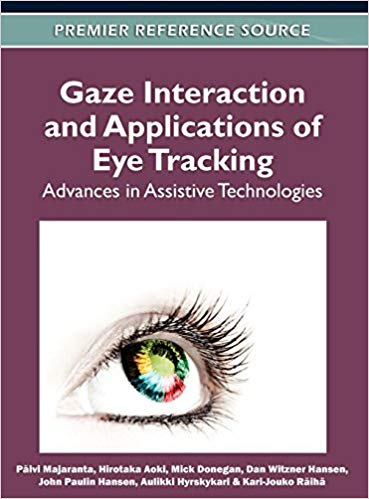 PREMIER REFERENCE SOURCE
Gaze Interaction
and Applications of
Eye Tracking
Advances in Assistive Technologies
Päivi Majaranta, Hirotaka Aoki, Mick Donegan, Dan Witzner Hansen,
John Paulin Hansen, Aulikki Hyrskykari & Kari-Jouko Räihä